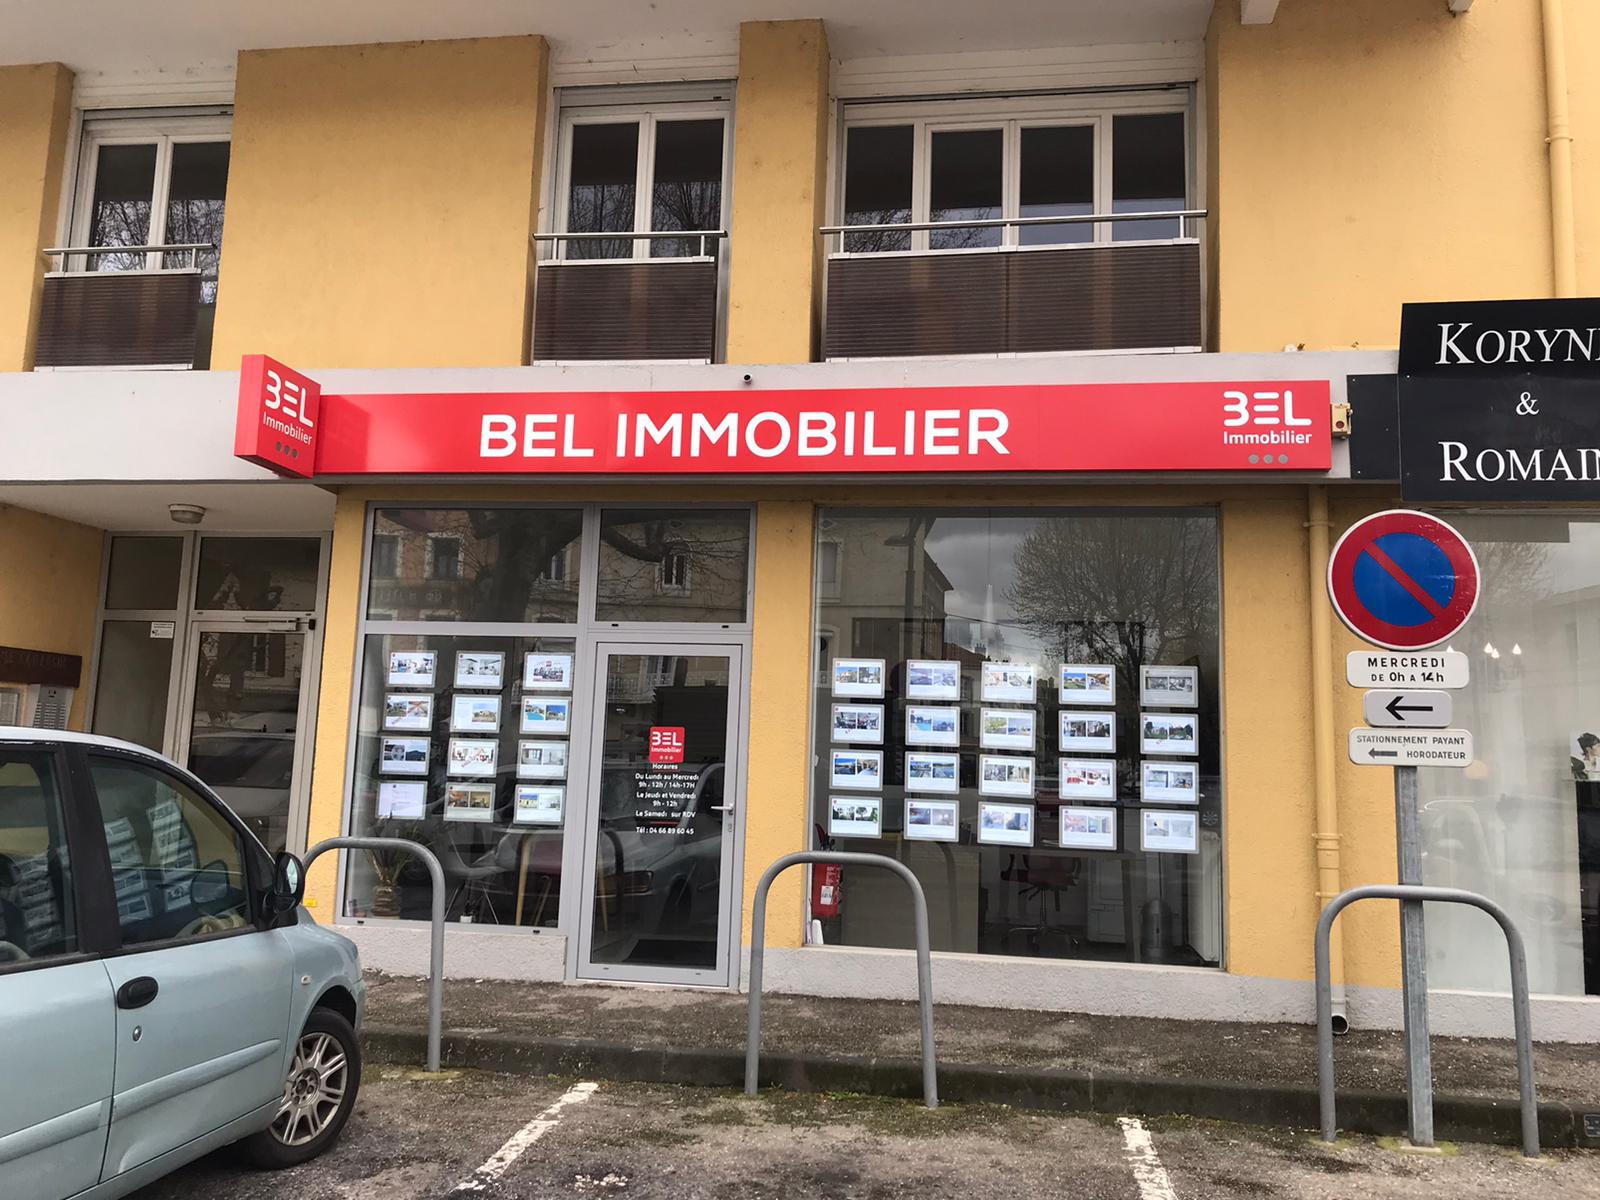 BEL
Immobilier
BEL IMMOBILIER
BEL
Immobilier
KORYN
&
ROMAIN
MERCREDI
DE 0h A 14h
STATIONNEMENT PAYANT
HORODATEUR
BEL
Immobilier
Horaires
Du Lundi au Mercredi
9h - 12h / 14h-17H
Le Jeudi et Vendredi
9h - 12h
Le Samedi sur RDV
Tél : 04 66 89 60 45